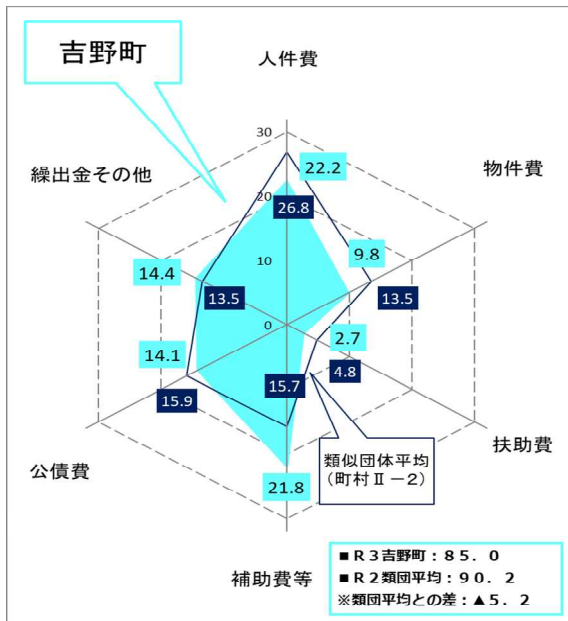 吉野町
人件費
30
22.2
物件費
繰出金その他
20
26.8
9.8
10
14.4
13.5
13.5
0
2.7
14.1
15.7
4.8
15.9
類似団体平均
(町村Ⅱ－2)
扶助費
公債費
21.8
補助費等
■Ｒ３吉野町：８５．０
■Ｒ２類団平均：９０．２
※類団平均との差：▲５．２